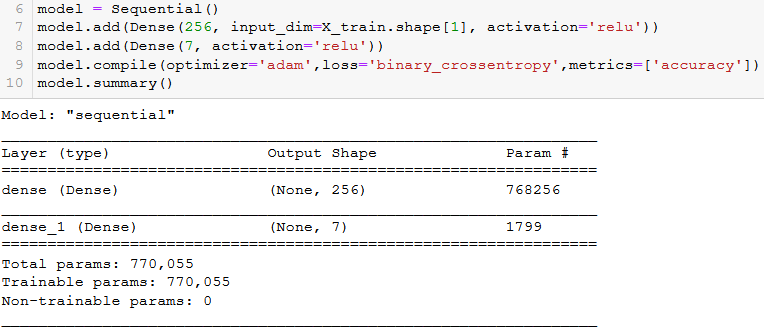 6 model = Sequential()
7 model.add(Dense(256, input_dim=X_train.shape[1], activation='relu'))
8 model.add(Dense(7, activation='relu'))
9 model.compile(optimizer='adam',loss='binary_crossentropy',metrics=['accuracy'])
10 model.summary()
Model: "sequential"
Layer (type) Output Shape Param #
dense (Dense) (None, 256) 768256
dense_1 (Dense) (None, 7) 1799
Total params: 770,055
Trainable params: 770,055
Non-trainable params: 0